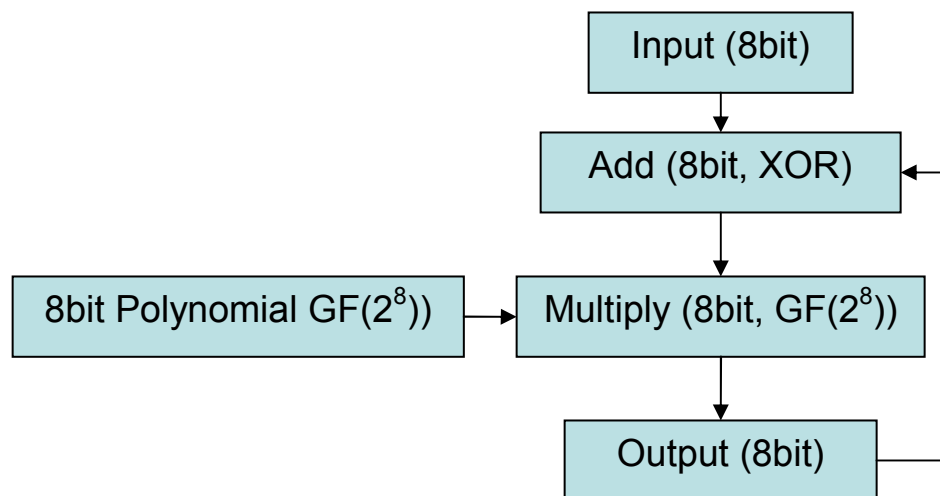 Input (8bit)
Add (8bit, XOR)
8bit Polynomial GF(2⁸))
Multiply (8bit, GF(2⁸))
Output (8bit)